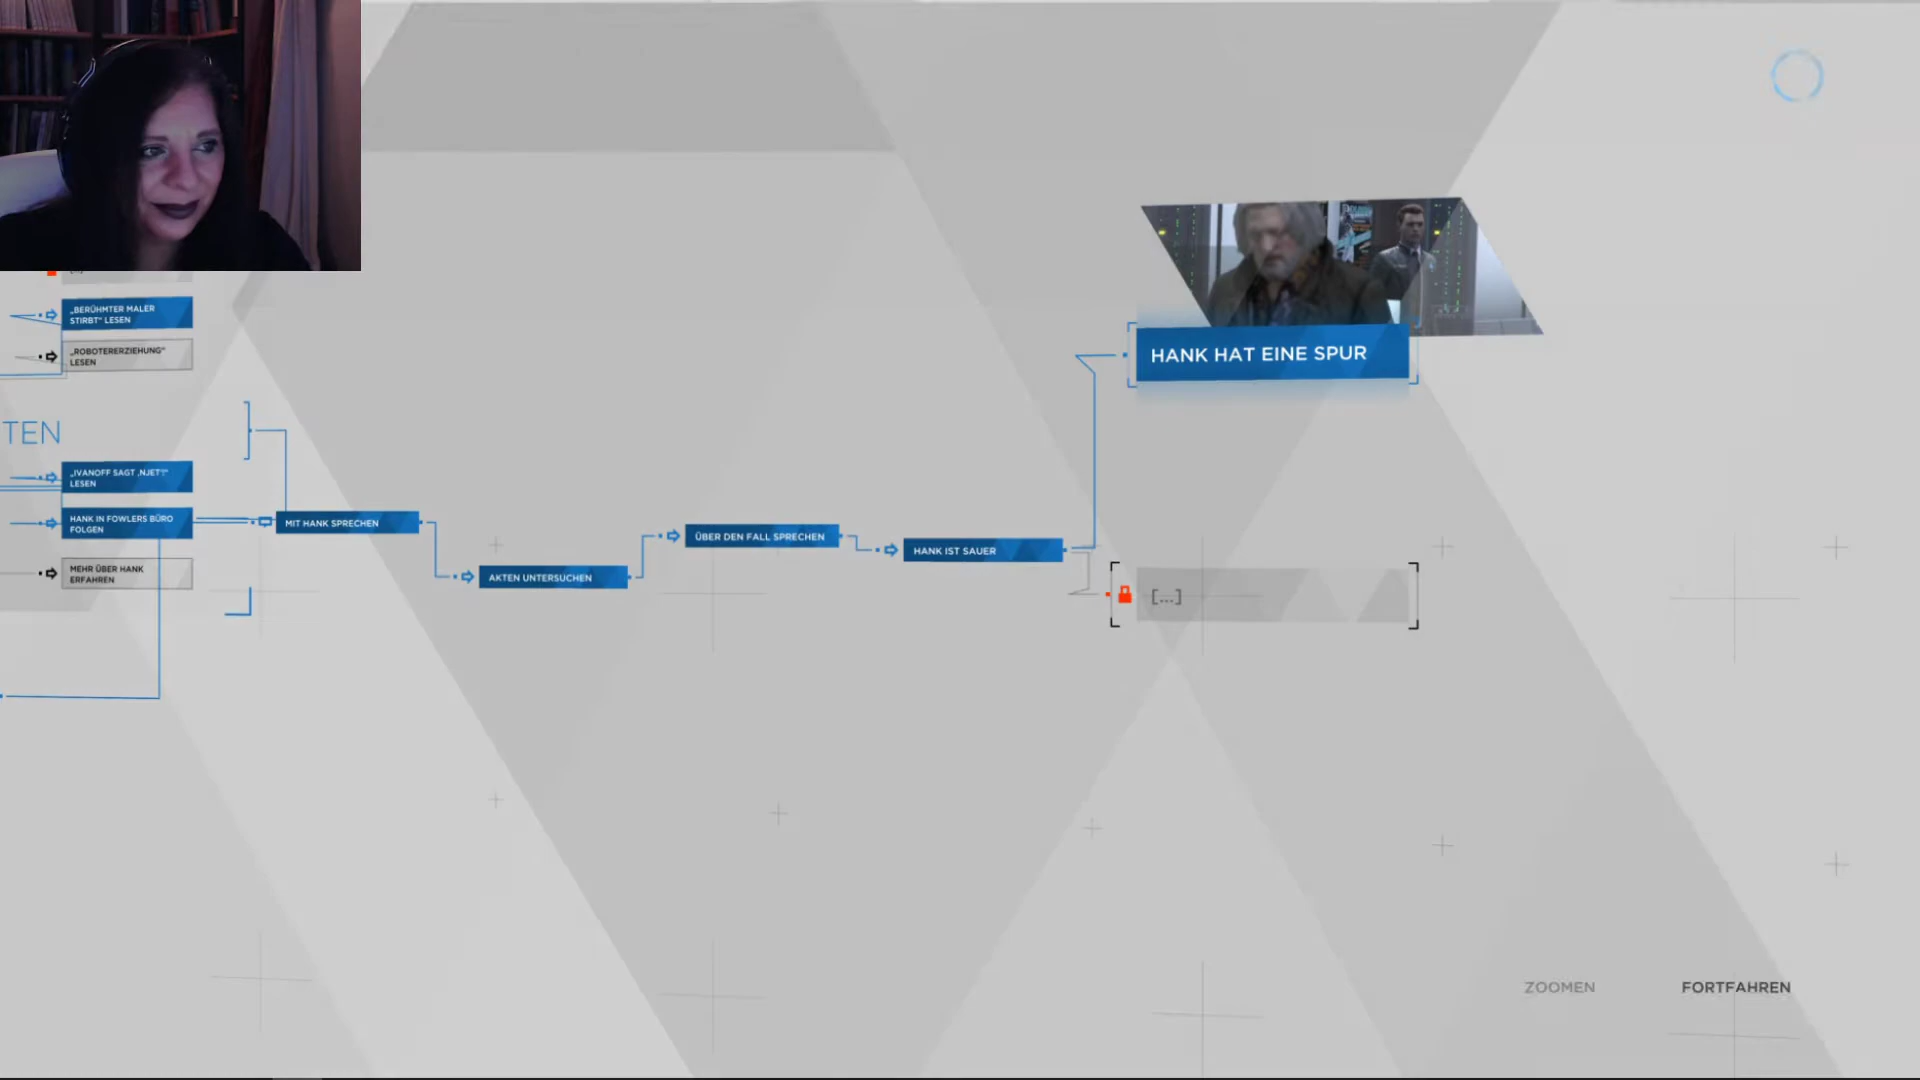 „BERÜHMTER MALER
STIRBT“ LESEN
„ROBOTERERZIEHUNG“
LESEN
TEN
„IVANOFF SAGT ‚NJET‘!“
LESEN
HANK IN FOWLERS BÜRO
FOLGEN
MEHR ÜBER HANK
ERFAHREN
MIT HANK SPRECHEN
AKTEN UNTERSUCHEN
ÜBER DEN FALL SPRECHEN
HANK IST SAUER
HANK HAT EINE SPUR
[...]
ZOOMEN
FORTFAHREN